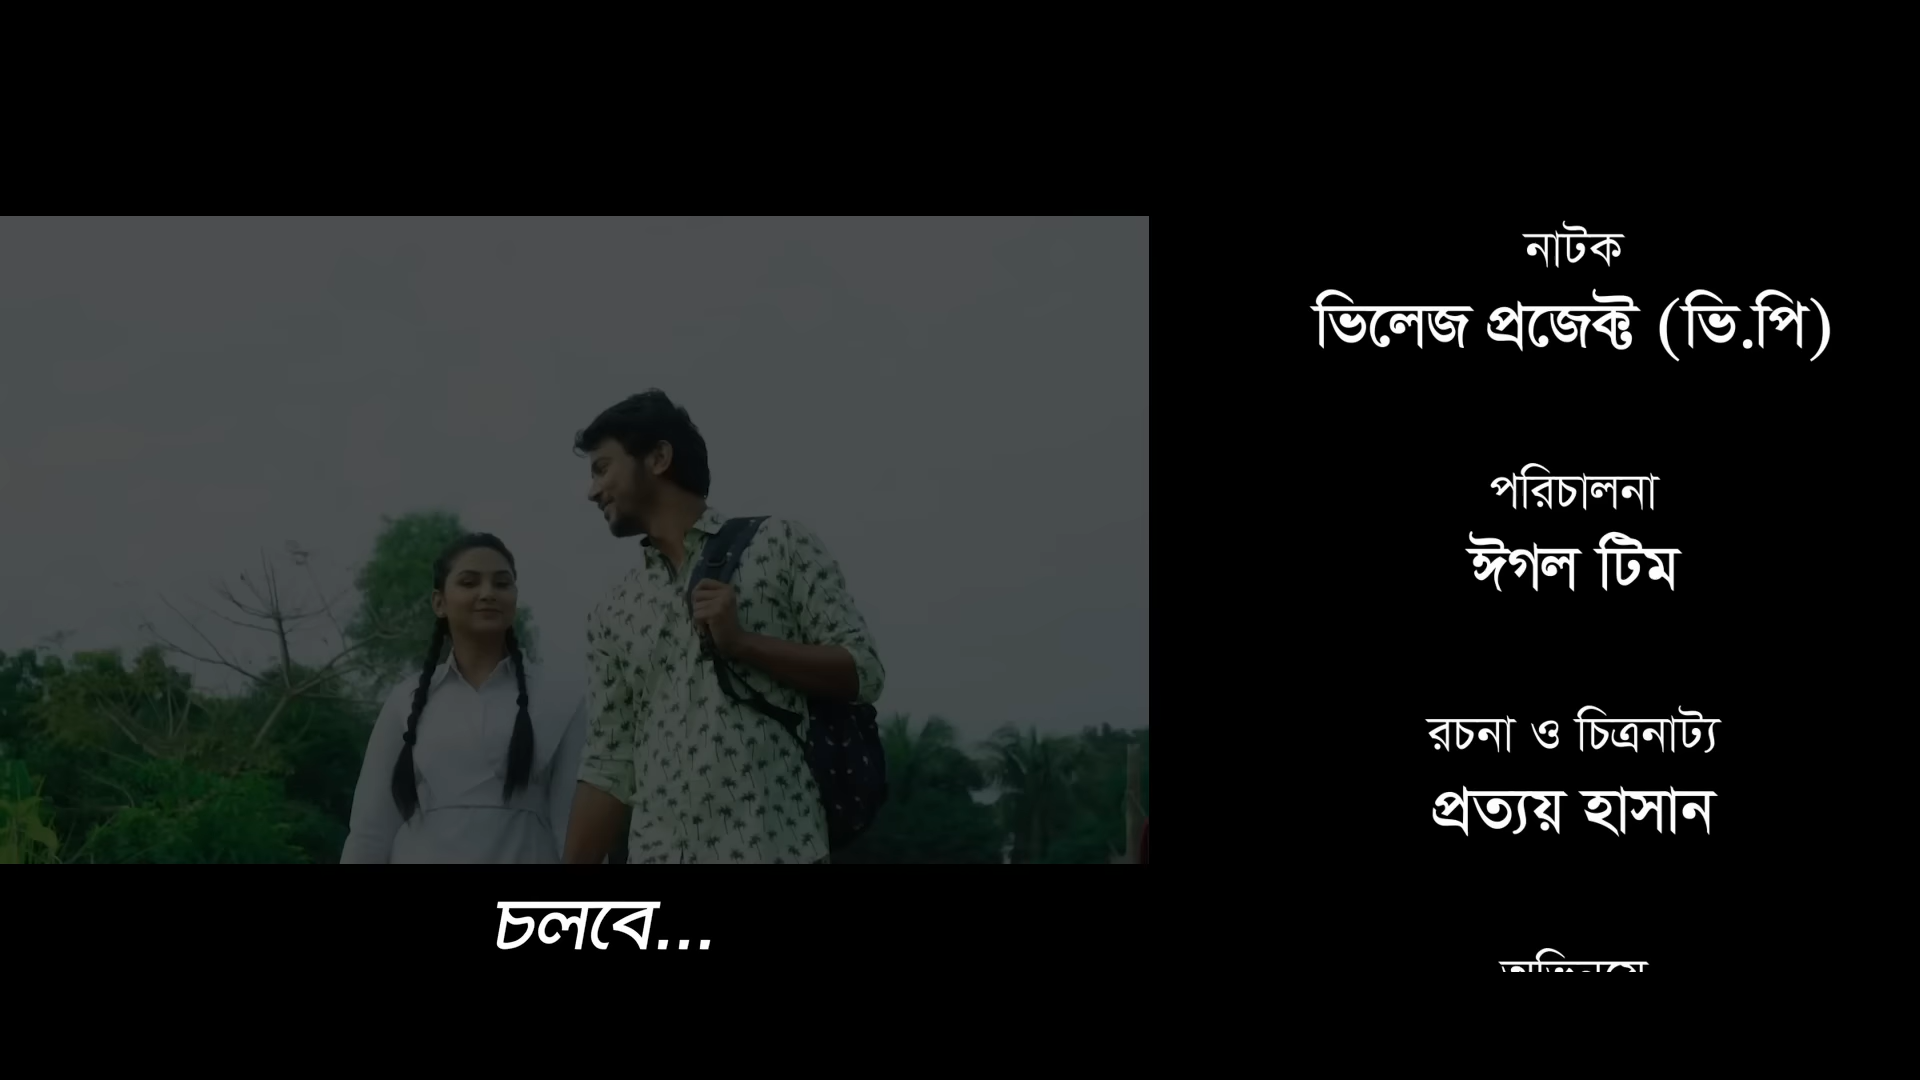 নাটক
ভিলেজ প্রজেক্ট (ভি.পি)
পরিচালনা
ঈগল টিম
রচনা ও চিত্রনাট্য
প্রত্যয় হাসান
চলবে...